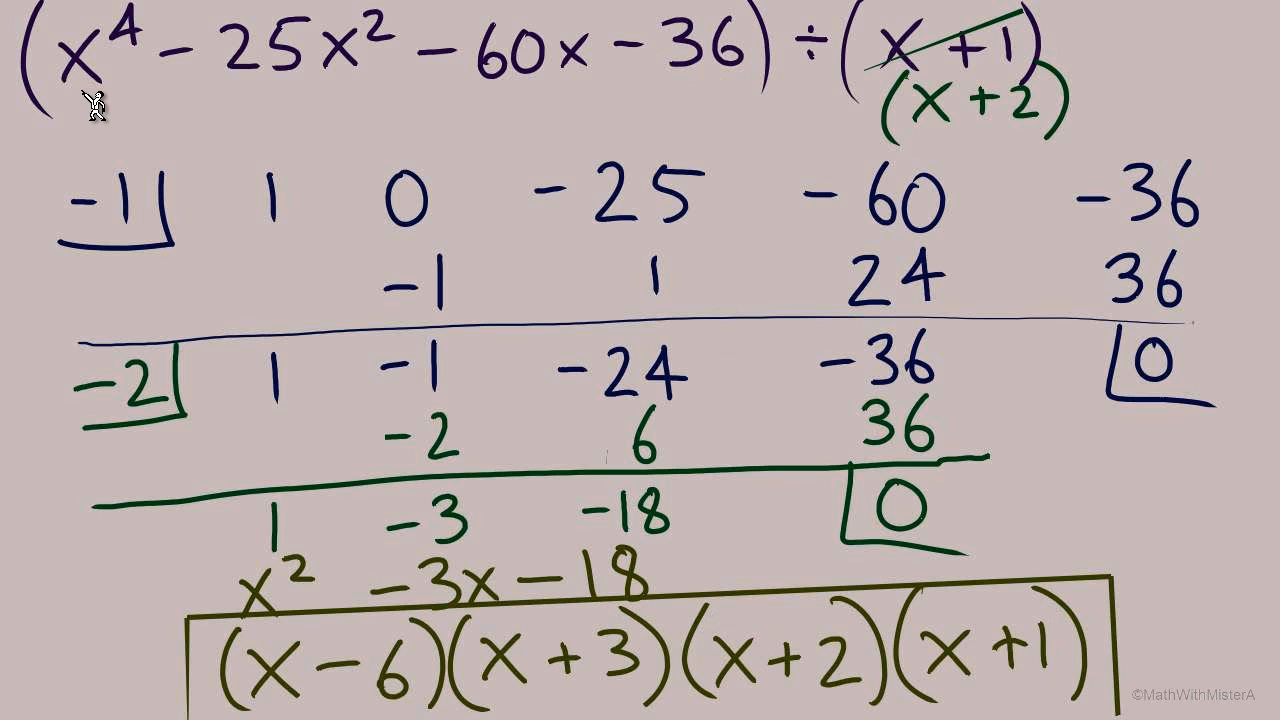 (x⁴ − 25x² − 60x − 36) ÷ (x + 1)
(x + 2)
-1 1 0 -25 -60 -36
-1 1 24 36
-2 1 -1 -24 -36 0
-2 6 36
1 -3 -18 0
x² − 3x − 18
(x − 6)(x + 3)(x + 2)(x + 1)
©MathWithMisterA